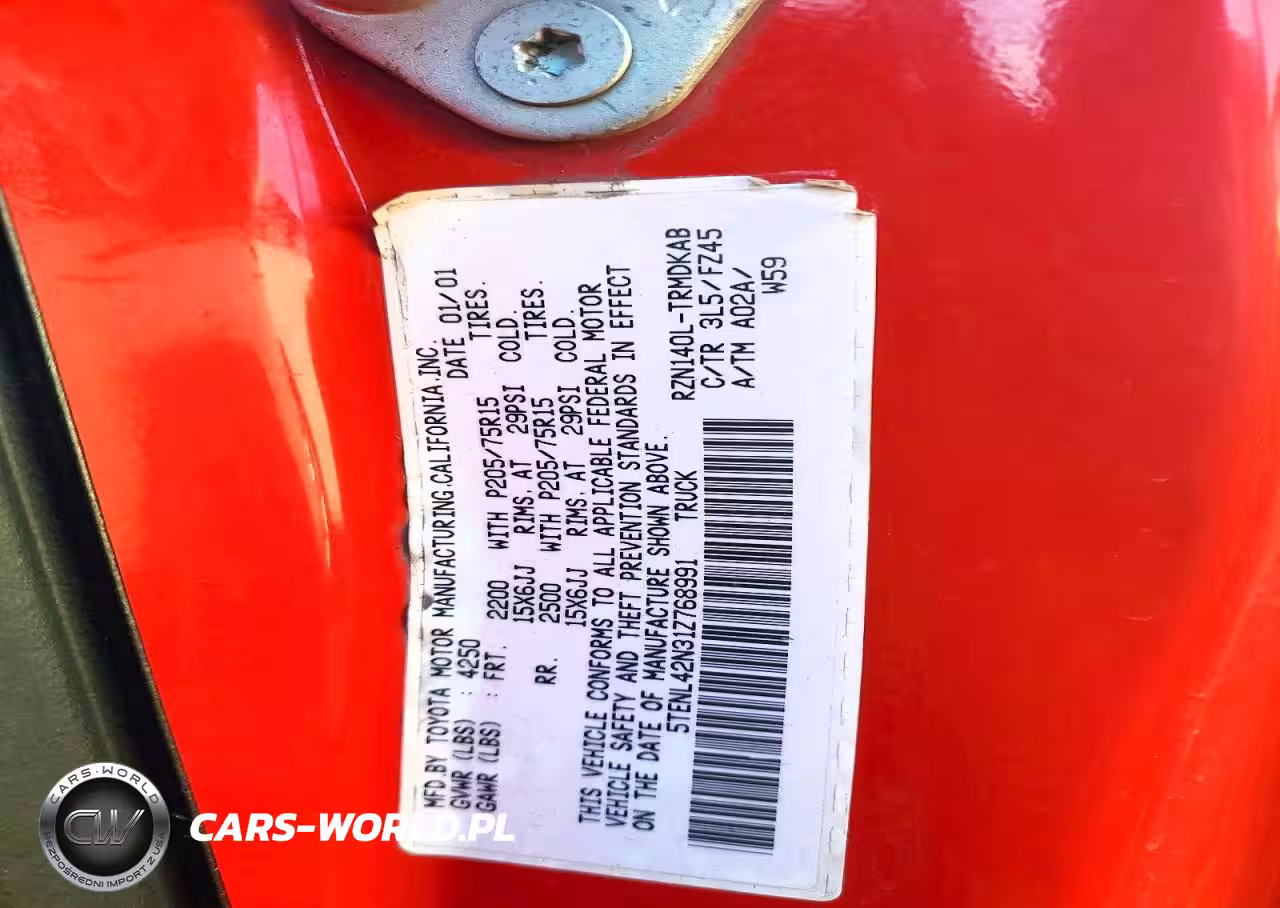 MFD.BY TOYOTA MOTOR MANUFACTURING.CALIFORNIA.INC.
GVWR (LBS) : 4250 DATE 01/01
GAWR (LBS) : FRT. 2200 WITH P205/75R15 TIRES.
15X6JJ RIMS. AT 29PSI COLD.
RR. 2500 WITH P205/75R15 TIRES.
15X6JJ RIMS. AT 29PSI COLD.
THIS VEHICLE CONFORMS TO ALL APPLICABLE FEDERAL MOTOR
VEHICLE SAFETY AND THEFT PREVENTION STANDARDS IN EFFECT
ON THE DATE OF MANUFACTURE SHOWN ABOVE.
5TENL42N31Z768991 TRUCK
RZN140L-TRMDKAB
C/TR 3L5/FZ45
A/TM A02A/
W59
CARS-WORLD
CW
BEZPOŚREDNI IMPORT Z USA
CARS-WORLD.PL